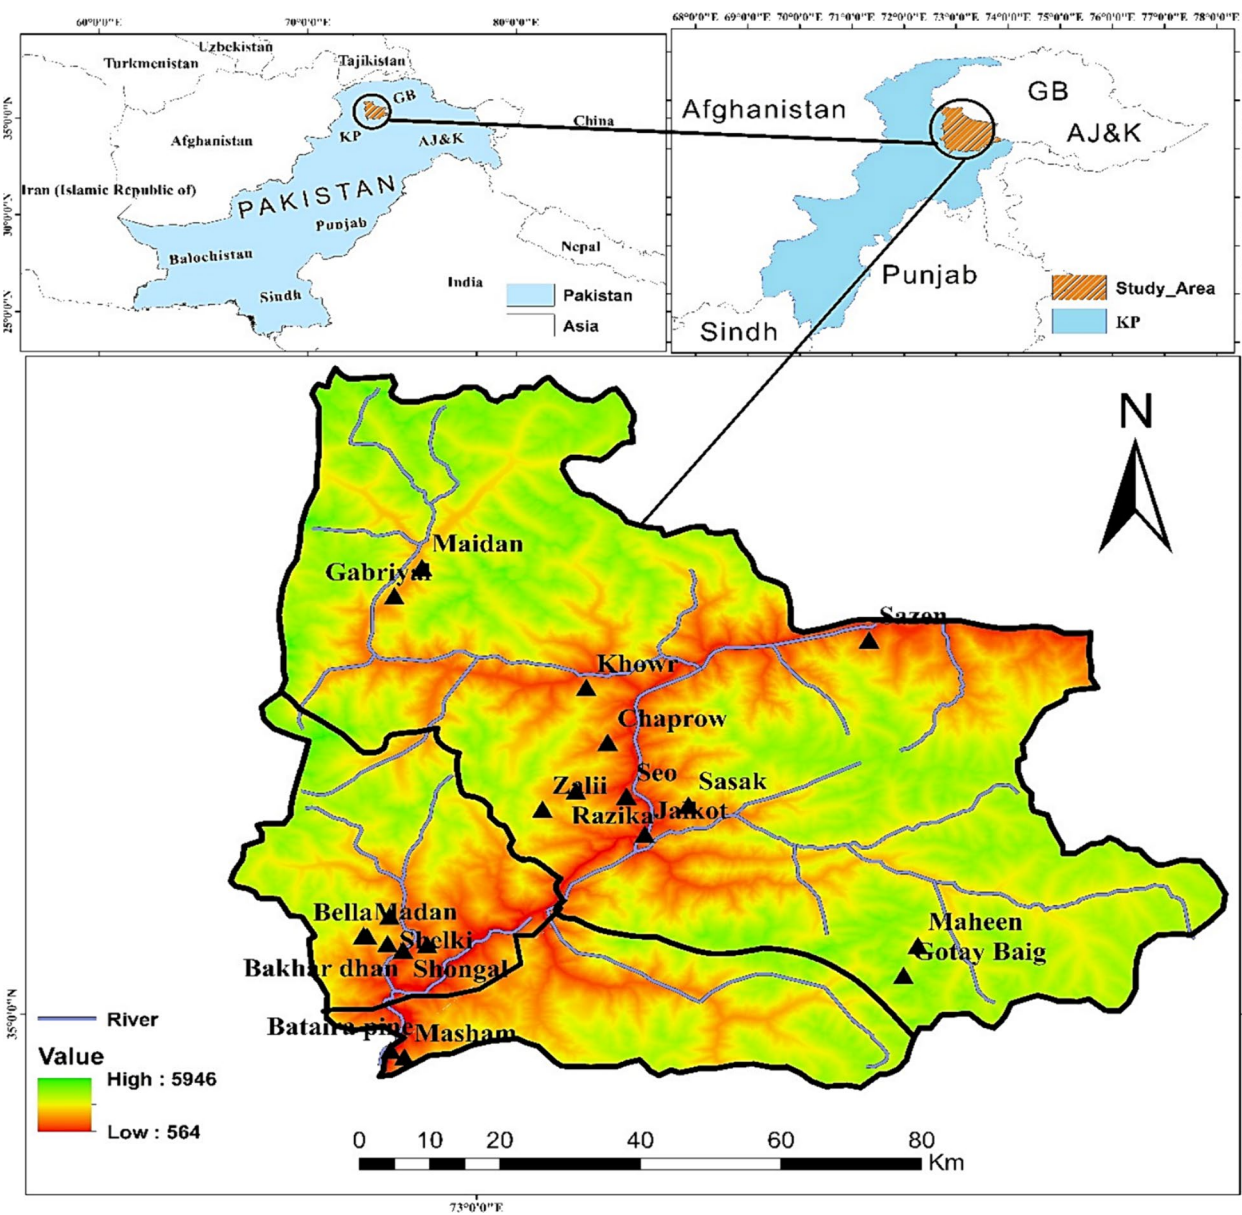 60°0'0"E 70°0'0"E 80°0'0"E
35°0'0"N
30°0'0"N
25°0'0"N
Uzbekistan
Turkmenistan
Tajikistan
GB
China
Afghanistan
KP
AJ&K
Iran (Islamic Republic of)
PAKISTAN
Punjab
Balochistan
Nepal
India
Sindh
Pakistan
Asia
68°0'0"E 69°0'0"E 70°0'0"E 71°0'0"E 72°0'0"E 73°0'0"E 74°0'0"E 75°0'0"E 76°0'0"E 77°0'0"E 78°0'0"E
GB
Afghanistan
AJ&K
Punjab
Study_Area
KP
Sindh
N
Maidan
Gabriyal
Sazen
Khowr
Chaprow
Seo
Zalii
Sasak
Razika
Jalkot
Bella
Madan
Maheen
Shelki
Gotay Baig
Bakhar dhan
Shongal
Bataira pine
Masham
35°0'0"N
River
Value
High : 5946
Low : 564
0 10 20 40 60 80
Km
73°0'0"E